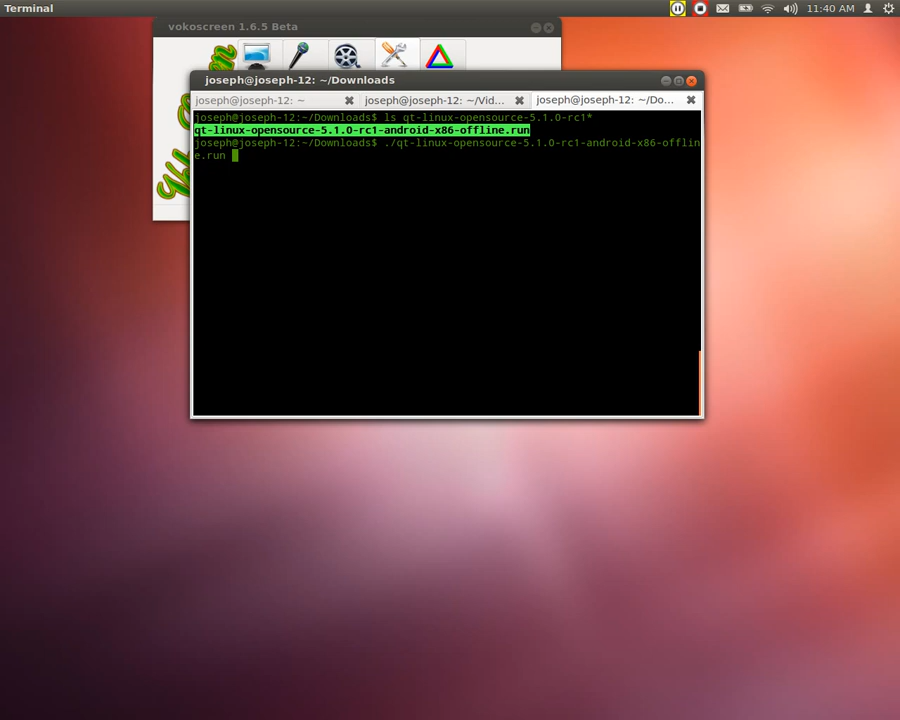 Terminal
11:40 AM
vokoscreen 1.6.5 Beta
joseph@joseph-12: ~/Downloads
joseph@joseph-12: ~
joseph@joseph-12: ~/Vid...
joseph@joseph-12: ~/Do...
joseph@joseph-12:~/Downloads$ ls qt-linux-opensource-5.1.0-rc1*
qt-linux-opensource-5.1.0-rc1-android-x86-offline.run
joseph@joseph-12:~/Downloads$ ./qt-linux-opensource-5.1.0-rc1-android-x86-offlin
e.run